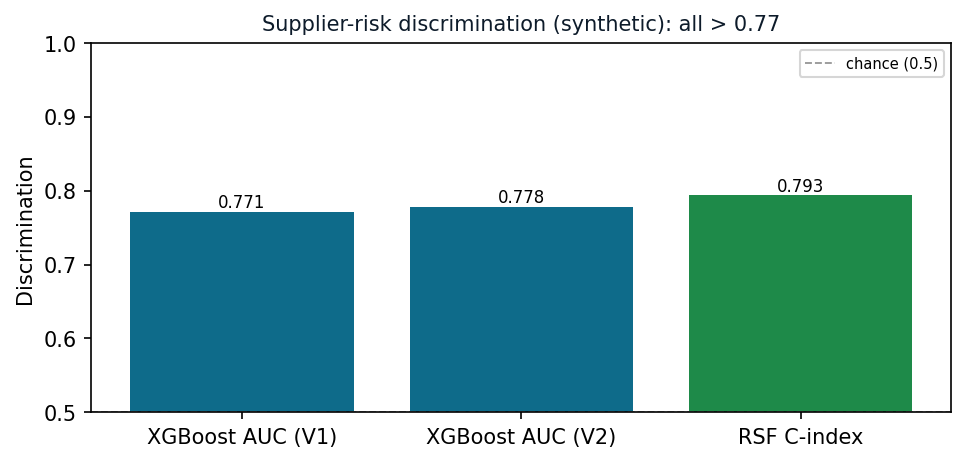 Supplier-risk discrimination (synthetic): all > 0.77
1.0
chance (0.5)
0.9
0.8
0.7
0.6
0.5
Discrimination
0.771
0.778
0.793
XGBoost AUC (V1)
XGBoost AUC (V2)
RSF C-index